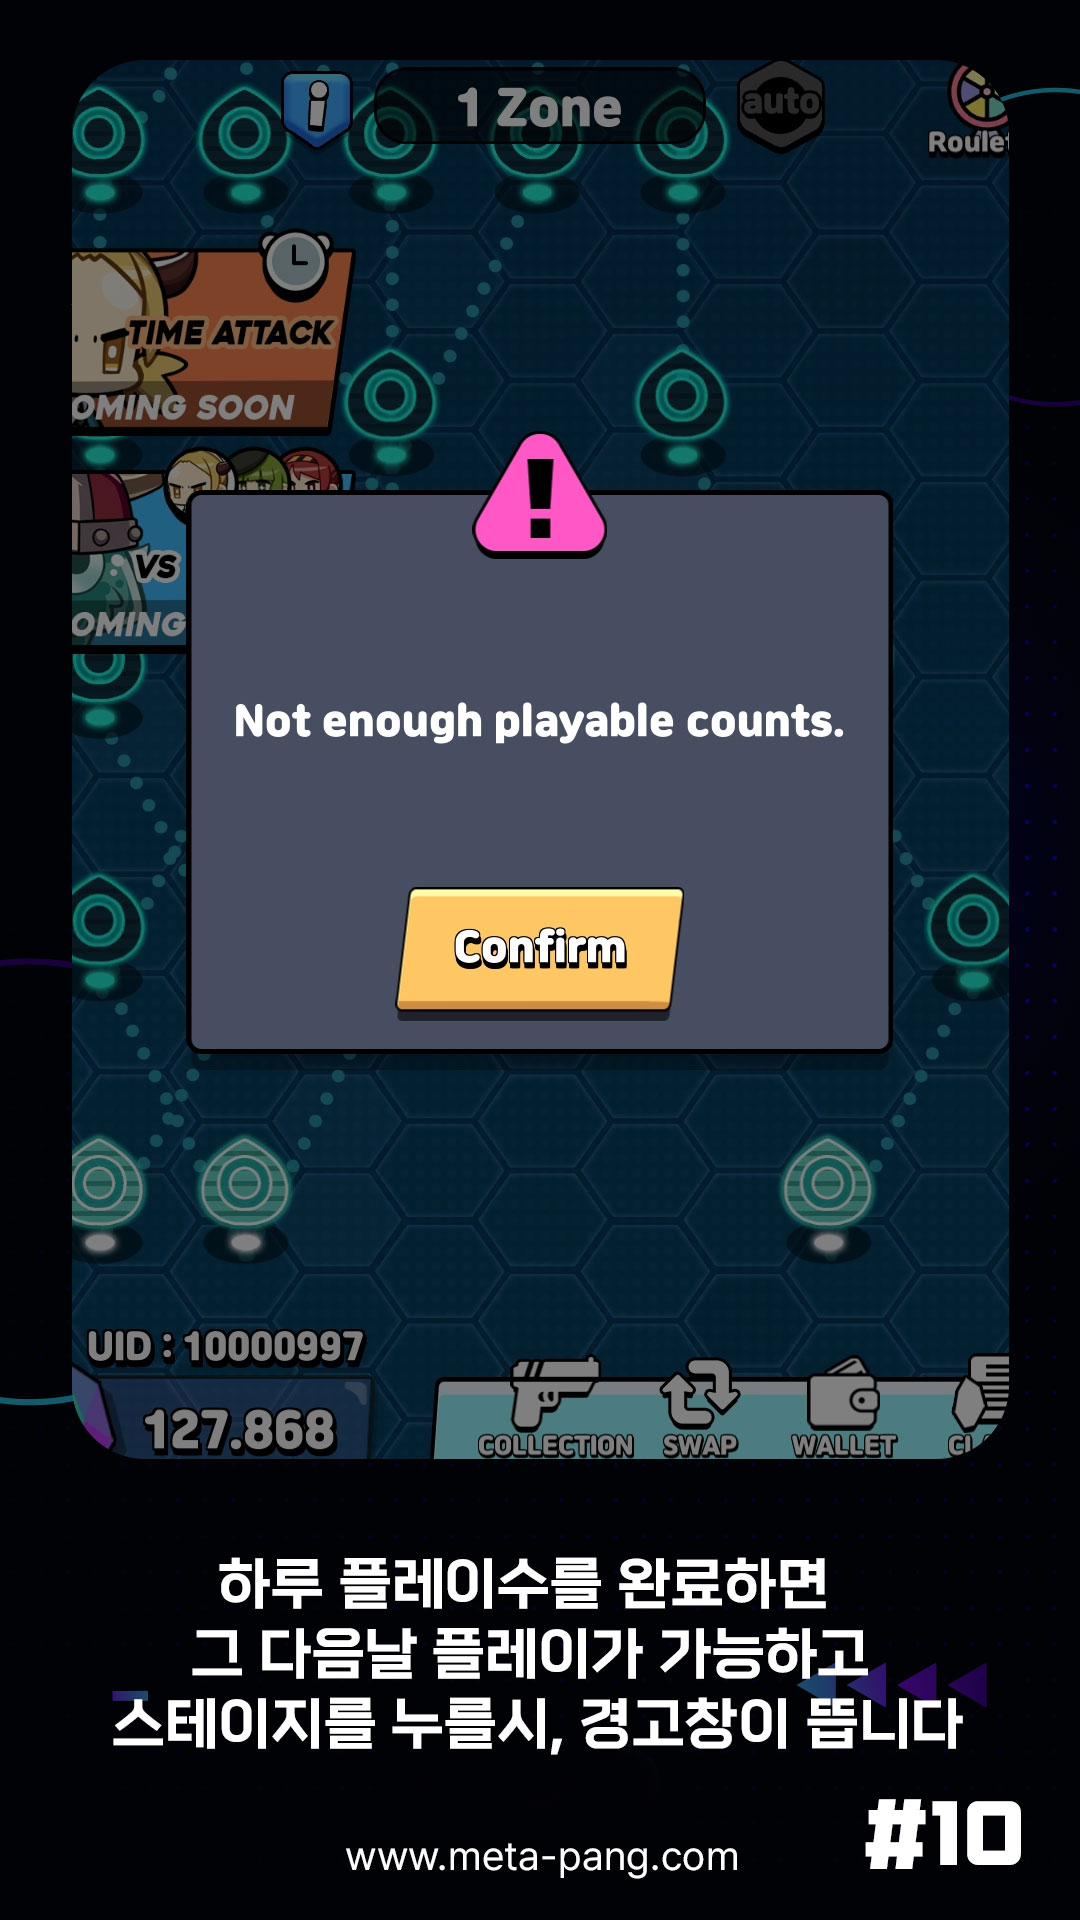 1 Zone
auto
Roulet
TIME ATTACK
OMING SOON
VS
OMING
Not enough playable counts.
Confirm
UID : 10000997
127.868
COLLECTION
SWAP
WALLET
CL
하루 플레이수를 완료하면
그 다음날 플레이가 가능하고
스테이지를 누를시, 경고창이 뜹니다
#10
www.meta-pang.com